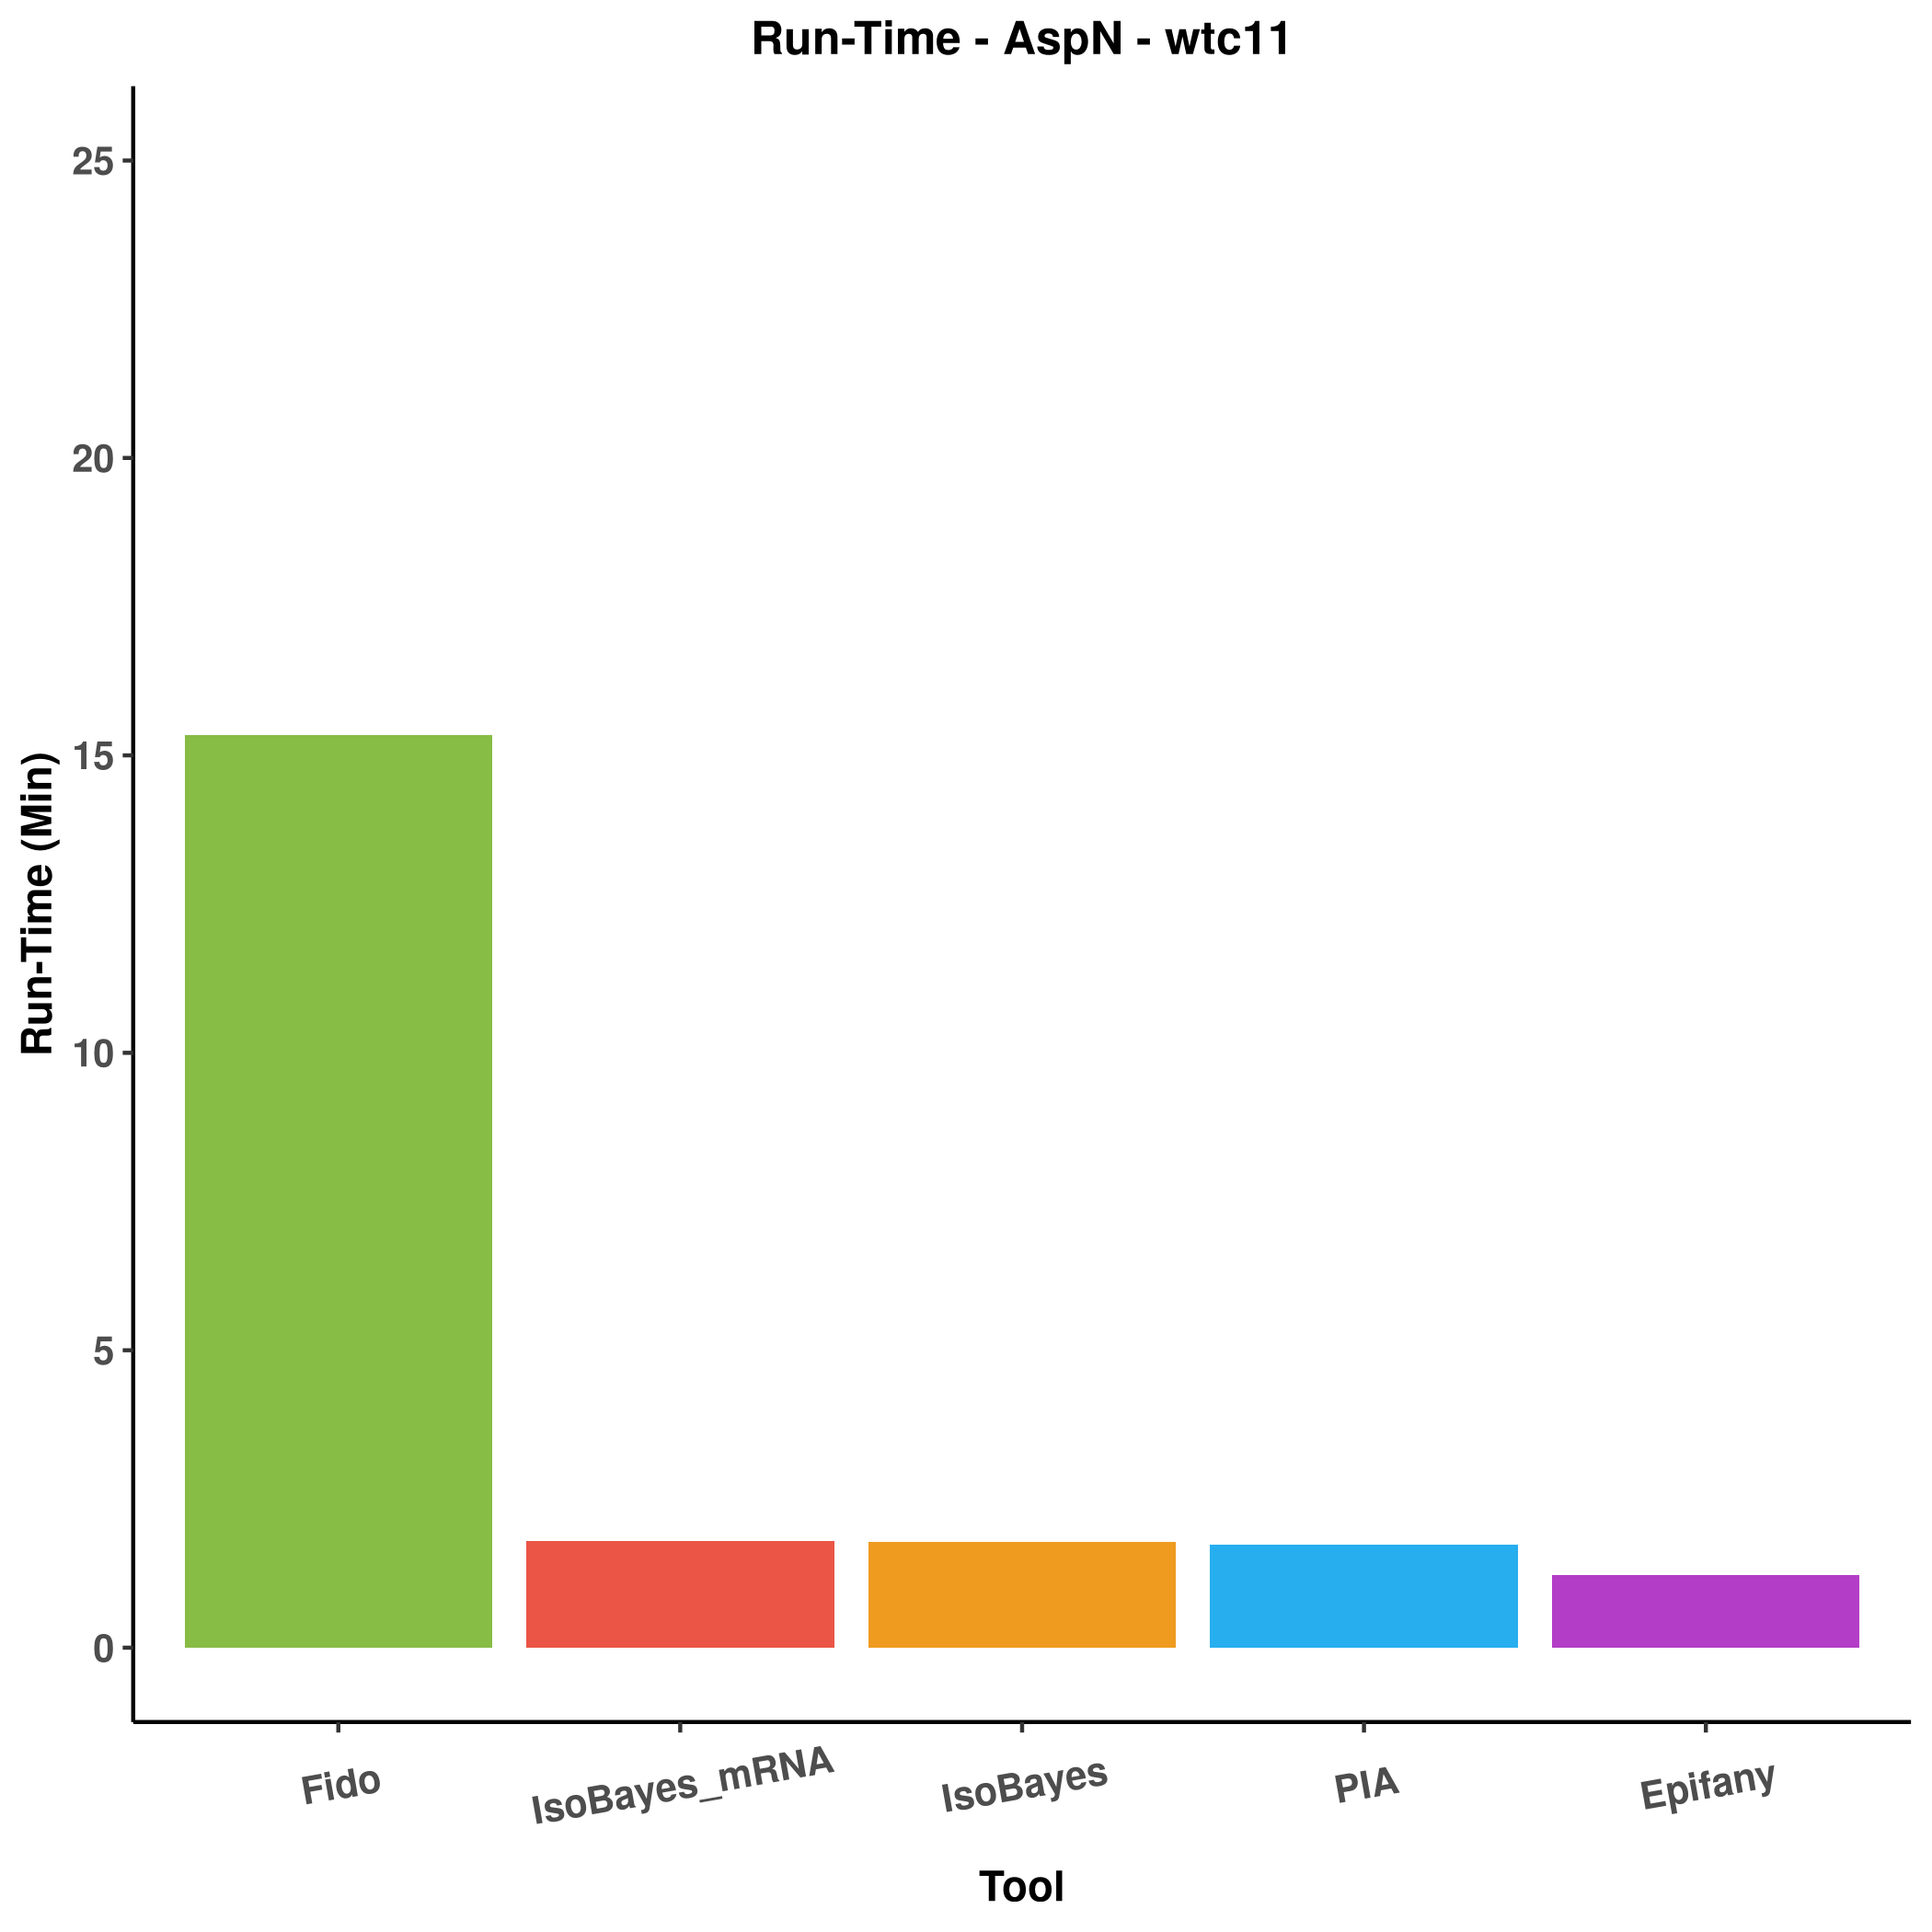 Run-Time - AspN - wtc11
Run-Time (Min)
25
20
15
10
5
0
Fido
IsoBayes_mRNA
IsoBayes
PIA
Epifany
Tool